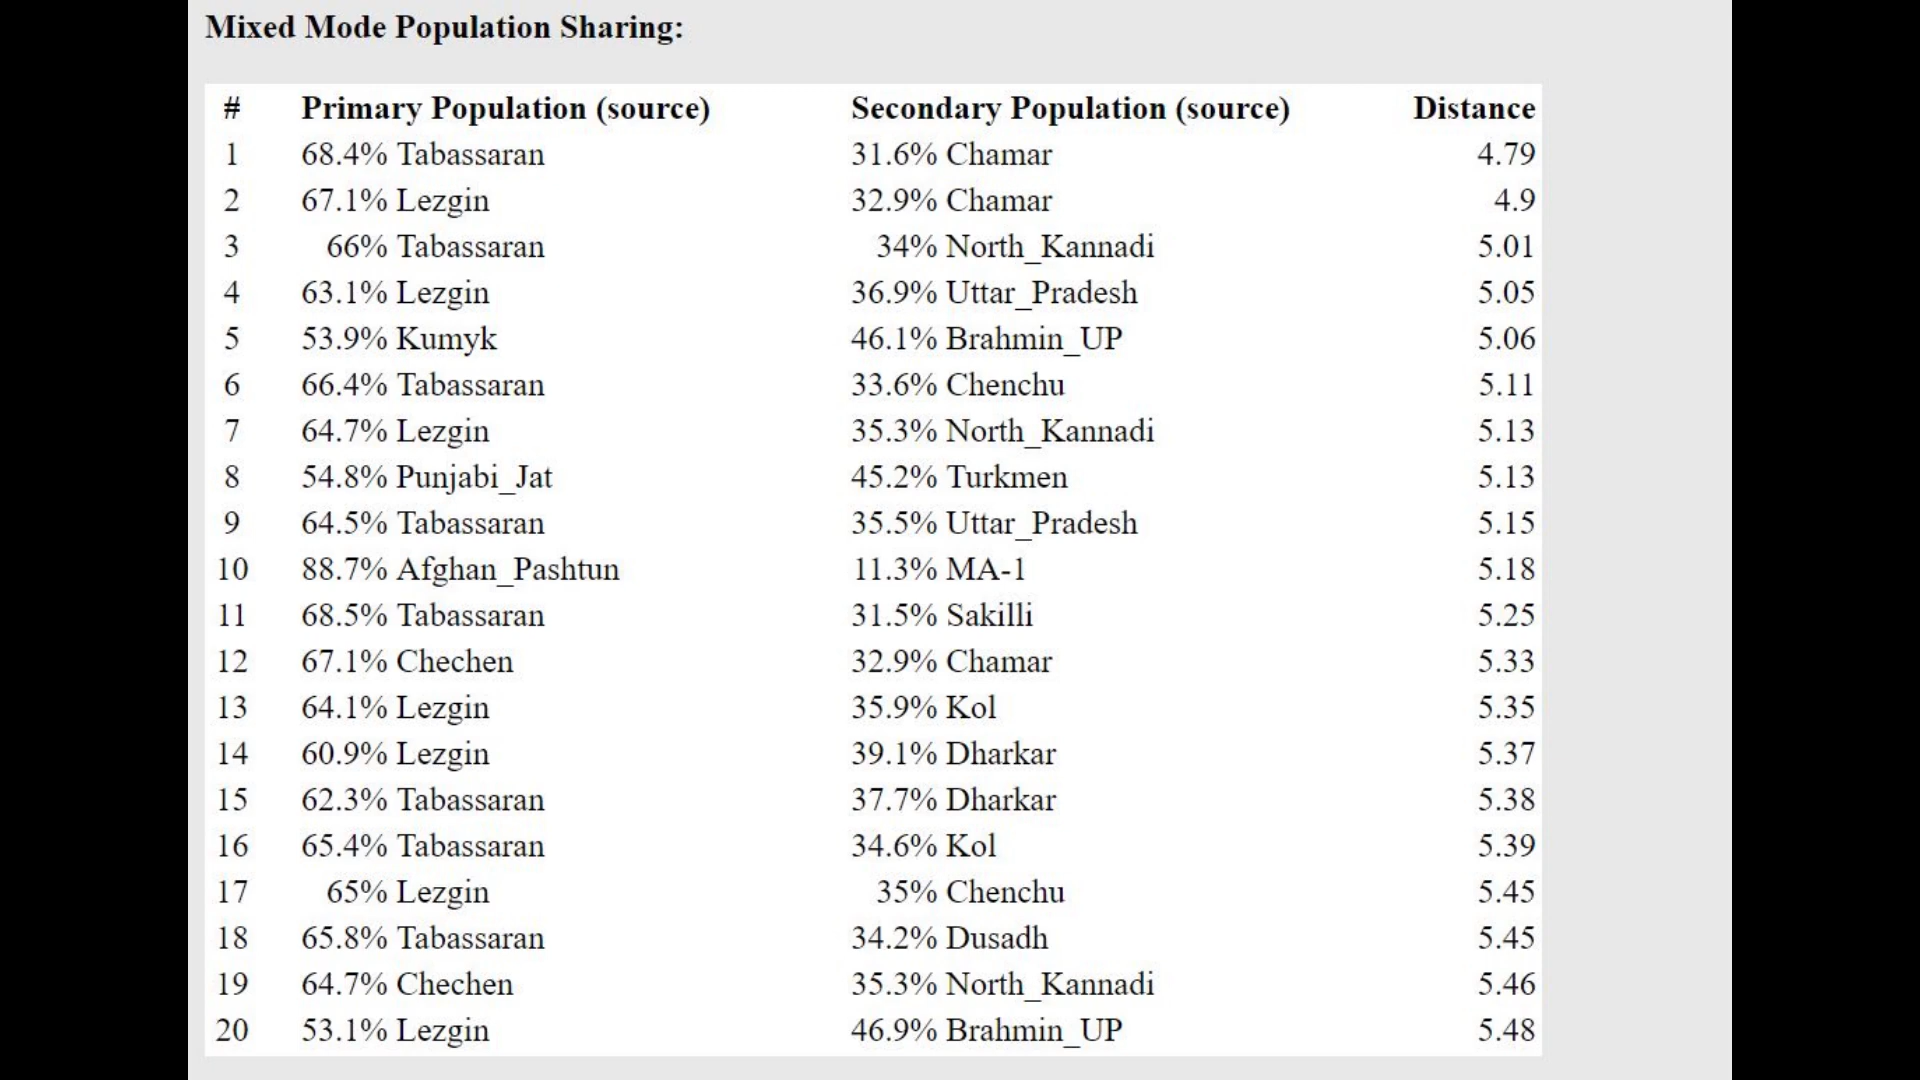 Mixed Mode Population Sharing:
# Primary Population (source) Secondary Population (source) Distance
1 68.4% Tabassaran 31.6% Chamar 4.79
2 67.1% Lezgin 32.9% Chamar 4.9
3 66% Tabassaran 34% North_Kannadi 5.01
4 63.1% Lezgin 36.9% Uttar_Pradesh 5.05
5 53.9% Kumyk 46.1% Brahmin_UP 5.06
6 66.4% Tabassaran 33.6% Chenchu 5.11
7 64.7% Lezgin 35.3% North_Kannadi 5.13
8 54.8% Punjabi_Jat 45.2% Turkmen 5.13
9 64.5% Tabassaran 35.5% Uttar_Pradesh 5.15
10 88.7% Afghan_Pashtun 11.3% MA-1 5.18
11 68.5% Tabassaran 31.5% Sakilli 5.25
12 67.1% Chechen 32.9% Chamar 5.33
13 64.1% Lezgin 35.9% Kol 5.35
14 60.9% Lezgin 39.1% Dharkar 5.37
15 62.3% Tabassaran 37.7% Dharkar 5.38
16 65.4% Tabassaran 34.6% Kol 5.39
17 65% Lezgin 35% Chenchu 5.45
18 65.8% Tabassaran 34.2% Dusadh 5.45
19 64.7% Chechen 35.3% North_Kannadi 5.46
20 53.1% Lezgin 46.9% Brahmin_UP 5.48